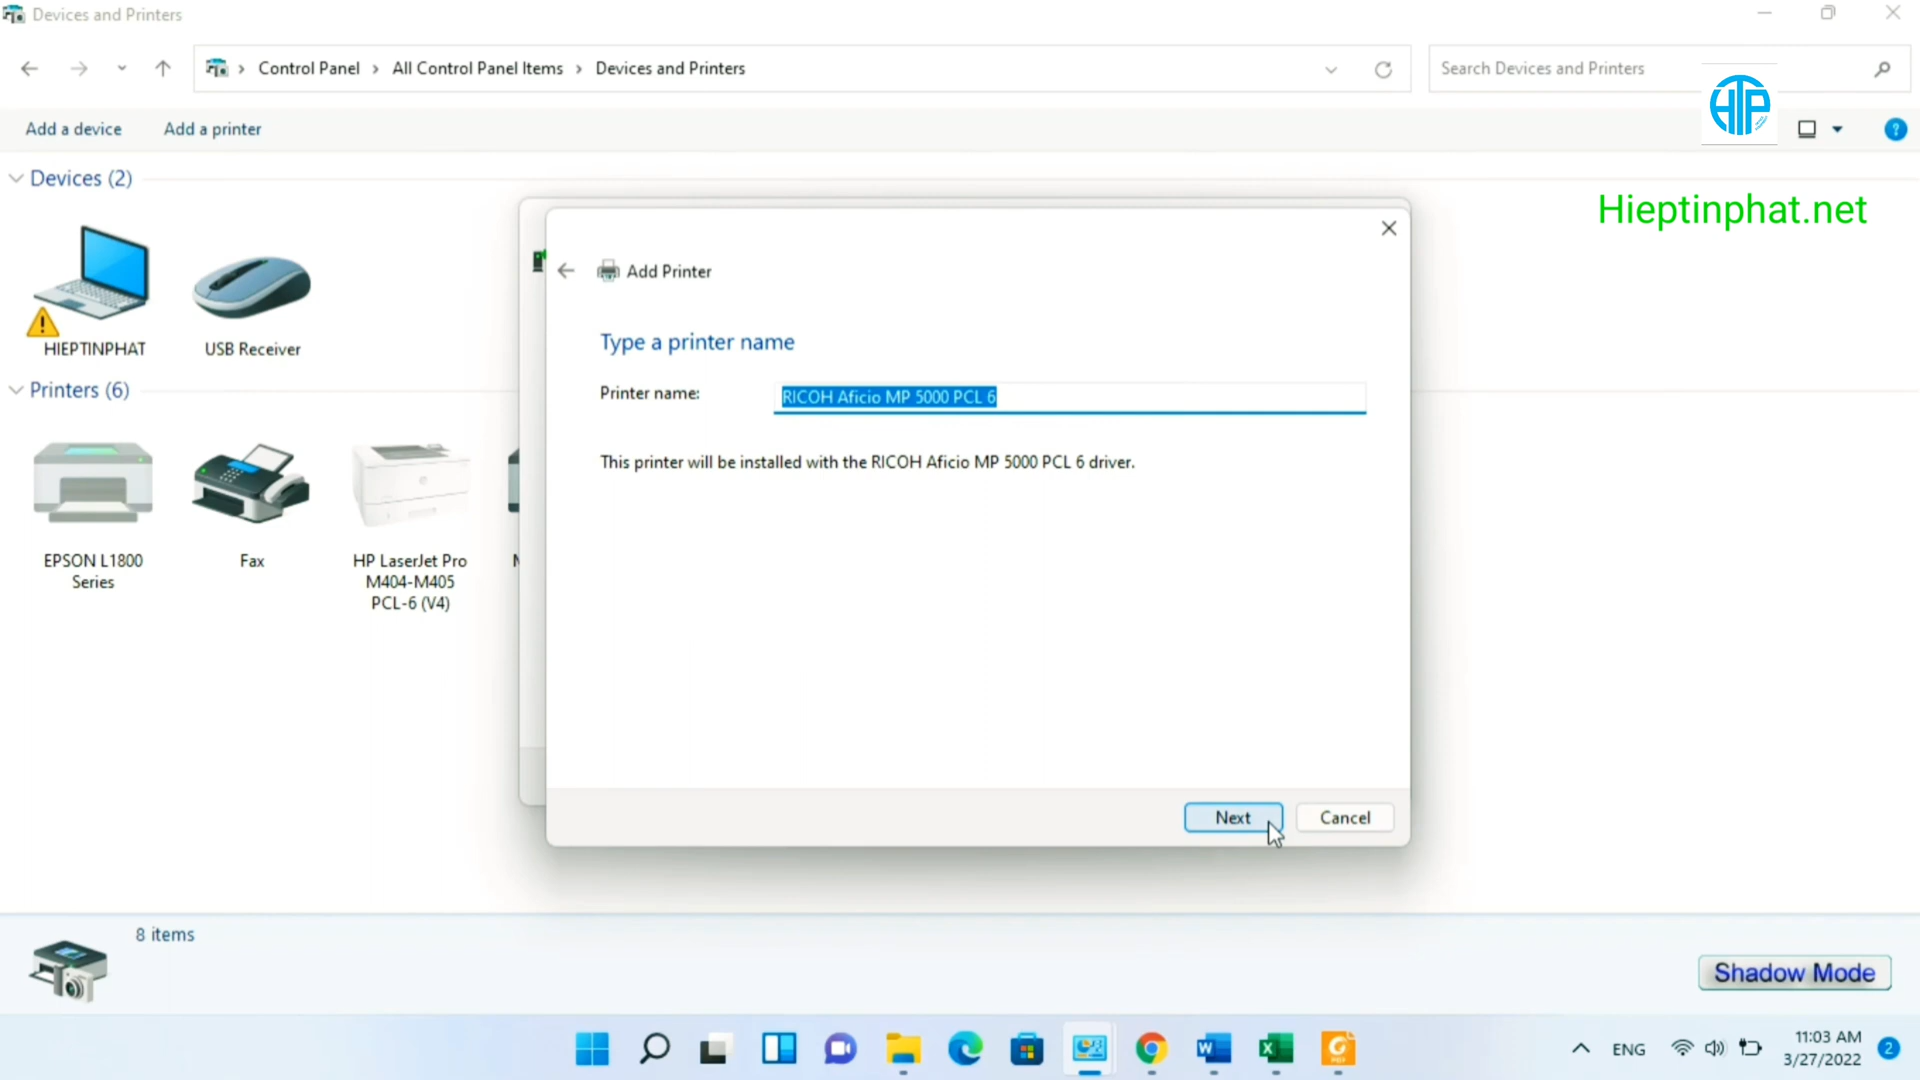 Devices and Printers
Control Panel > All Control Panel Items > Devices and Printers
Search Devices and Printers
HTP
Add a device
Add a printer
?
Devices (2)
Hieptinphat.net
HIEPTINPHAT
USB Receiver
Printers (6)
EPSON L1800
Series
Fax
HP LaserJet Pro
M404-M405
PCL-6 (V4)
Add Printer
Type a printer name
Printer name:
RICOH Aficio MP 5000 PCL 6
This printer will be installed with the RICOH Aficio MP 5000 PCL 6 driver.
Next
Cancel
8 items
Shadow Mode
ENG
11:03 AM
3/27/2022
2